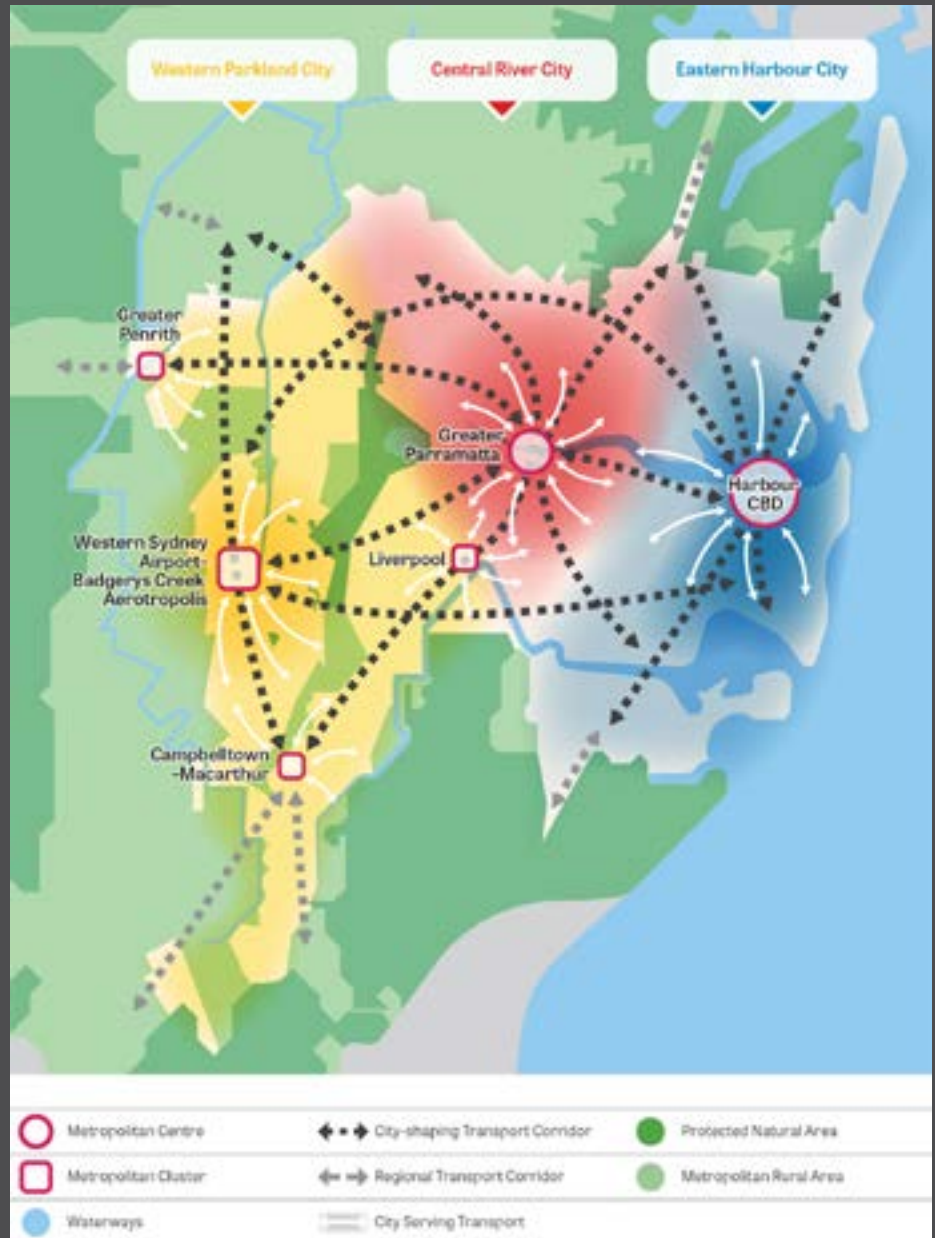 Western Parkland City
Central River City
Eastern Harbour City
Greater
Penrith
Greater
Parramatta
Harbour
CBD
Western Sydney
Airport-
Badgerys Creek
Aerotropolis
Liverpool
Campbelltown
-Macarthur
Metropolitan Centre
City-shaping Transport Corridor
Protected Natural Area
Metropolitan Cluster
Regional Transport Corridor
Metropolitan Rural Area
Waterways
City Serving Transport